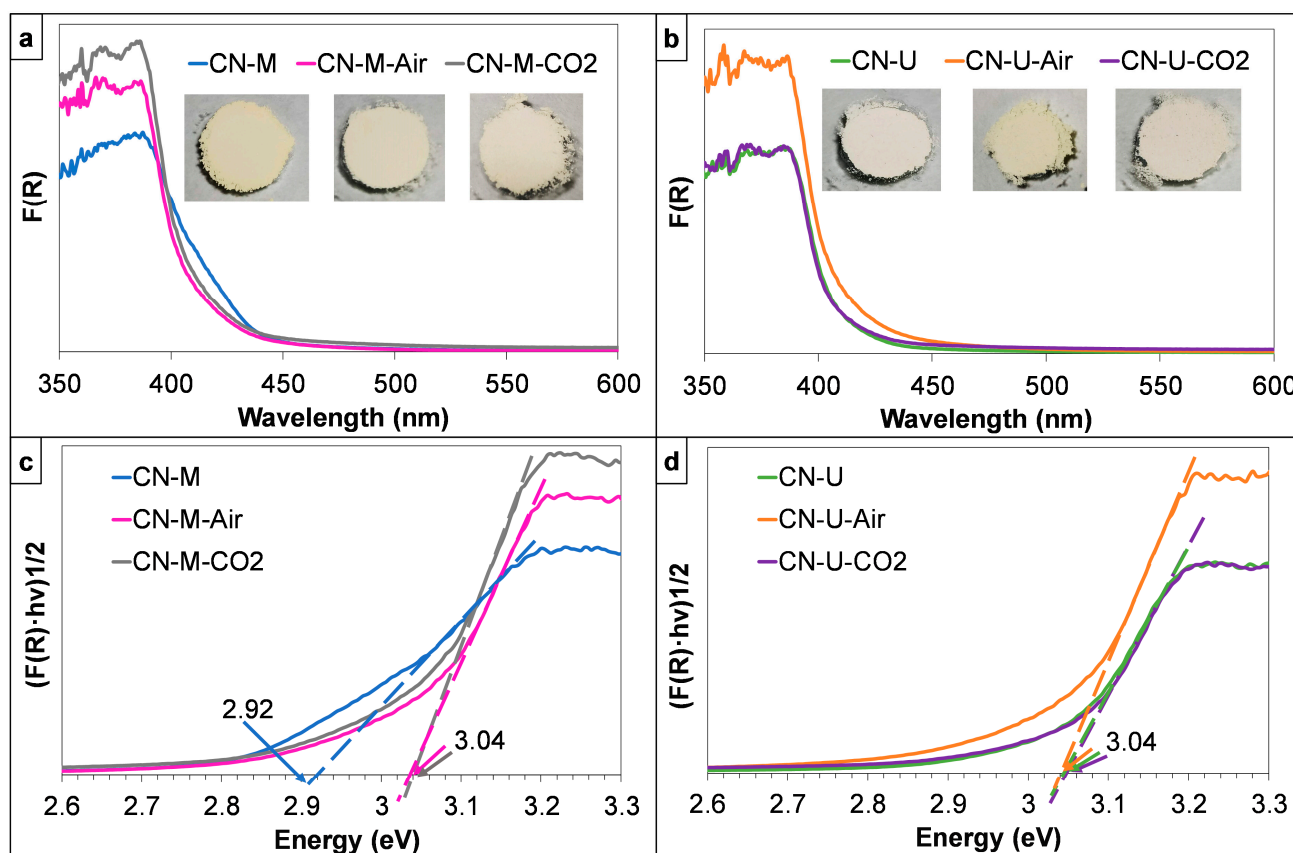 a
CN-M CN-M-Air CN-M-CO2
F(R)
350 400 450 500 550 600
Wavelength (nm)
b
CN-U CN-U-Air CN-U-CO2
F(R)
350 400 450 500 550 600
Wavelength (nm)
c
CN-M
CN-M-Air
CN-M-CO2
(F(R)·hv)1/2
2.92
3.04
2.6 2.7 2.8 2.9 3 3.1 3.2 3.3
Energy (eV)
d
CN-U
CN-U-Air
CN-U-CO2
(F(R)·hv)1/2
3.04
2.6 2.7 2.8 2.9 3 3.1 3.2 3.3
Energy (eV)